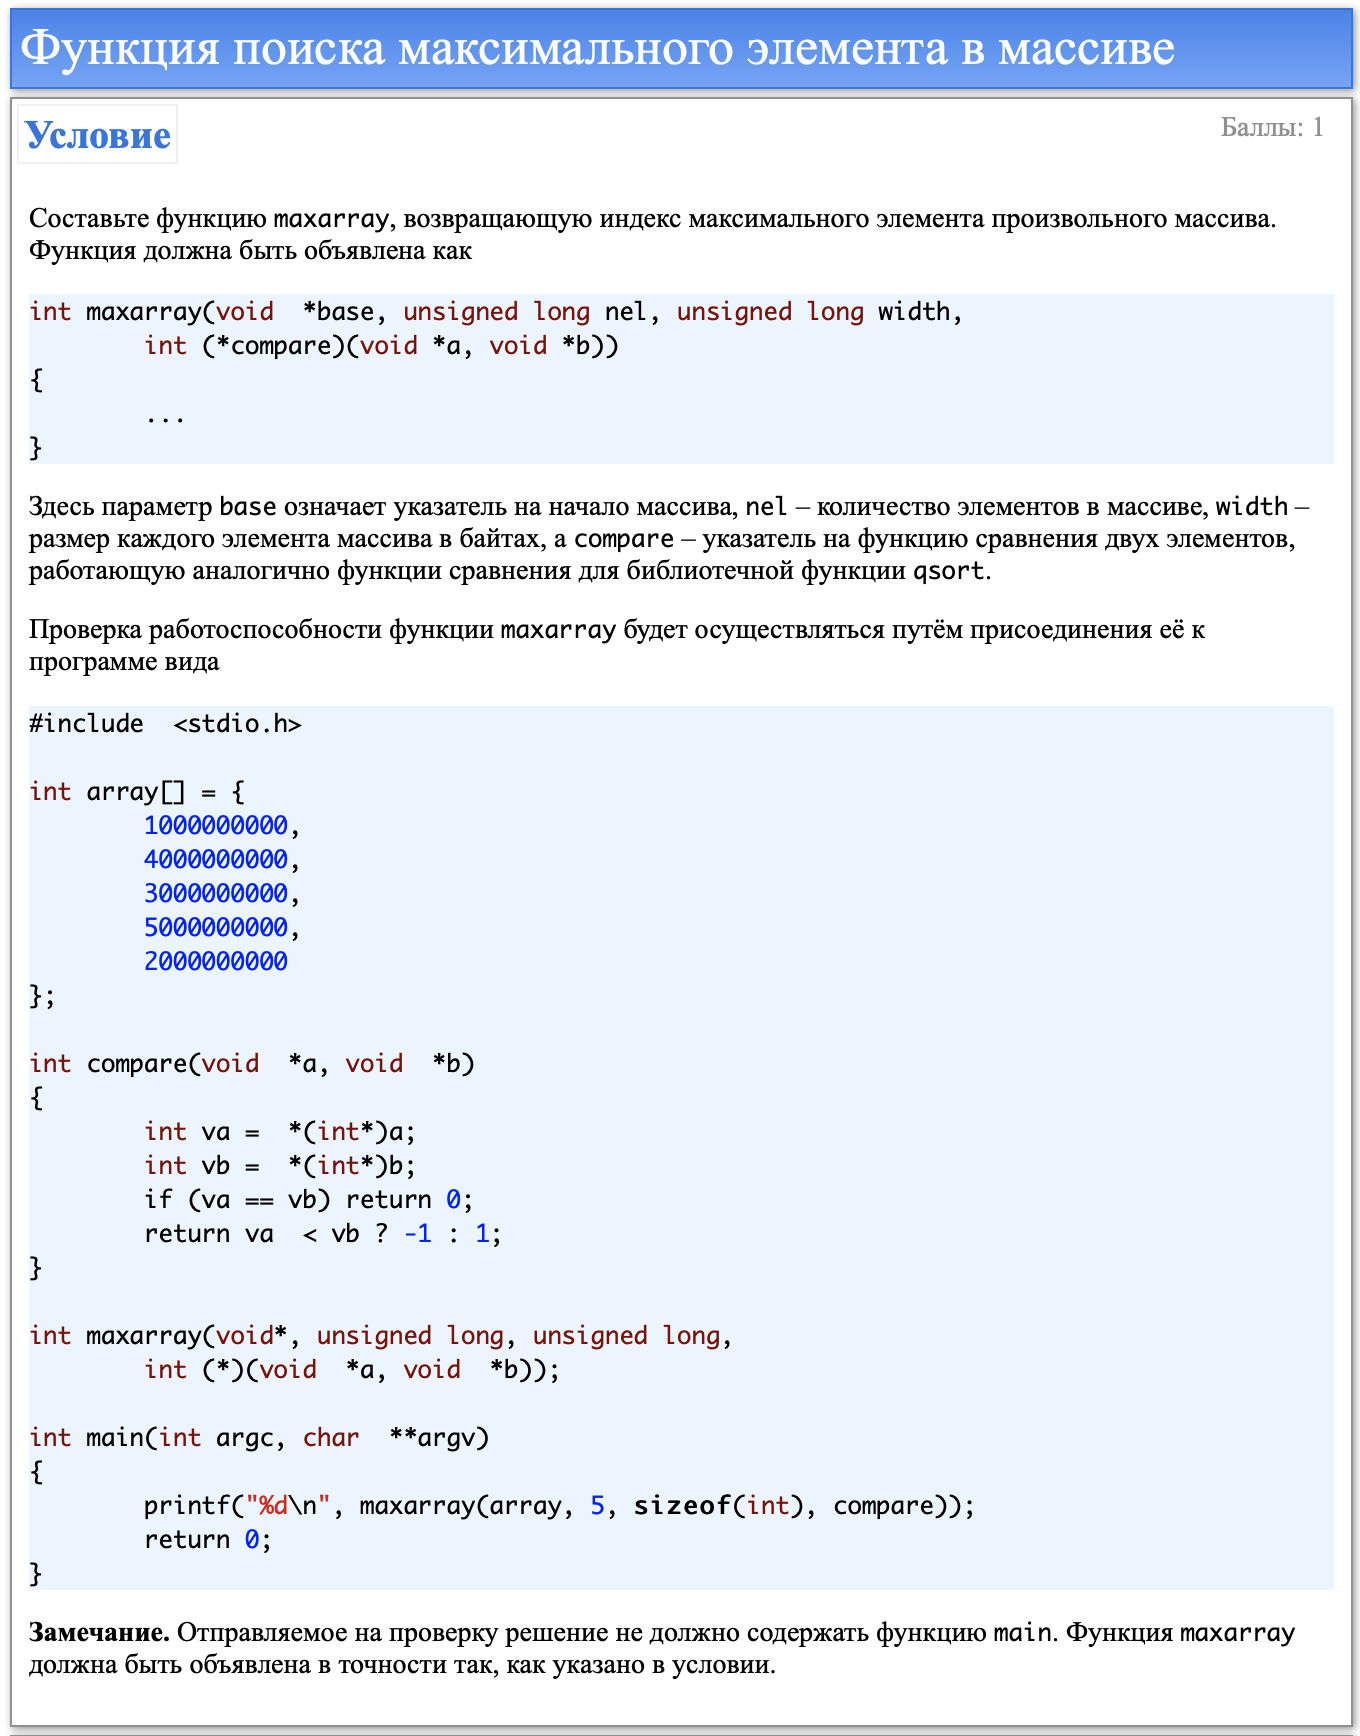 Функция поиска максимального элемента в массиве
Условие
Баллы: 1
Составьте функцию maxarray, возвращающую индекс максимального элемента произвольного массива.
Функция должна быть объявлена как
int maxarray(void  *base, unsigned long nel, unsigned long width,
        int (*compare)(void *a, void *b))
{
        ...
}
Здесь параметр base означает указатель на начало массива, nel – количество элементов в массиве, width –
размер каждого элемента массива в байтах, а compare – указатель на функцию сравнения двух элементов,
работающую аналогично функции сравнения для библиотечной функции qsort.
Проверка работоспособности функции maxarray будет осуществляться путём присоединения её к
программе вида
#include  <stdio.h>
int array[] = {
        1000000000,
        4000000000,
        3000000000,
        5000000000,
        2000000000
};
int compare(void  *a, void  *b)
{
        int va =  *(int*)a;
        int vb =  *(int*)b;
        if (va == vb) return 0;
        return va  < vb ? -1 : 1;
}
int maxarray(void*, unsigned long, unsigned long,
        int (*)(void  *a, void  *b));
int main(int argc, char  **argv)
{
        printf("%d\n", maxarray(array, 5, sizeof(int), compare));
        return 0;
}
Замечание. Отправляемое на проверку решение не должно содержать функцию main. Функция maxarray
должна быть объявлена в точности так, как указано в условии.